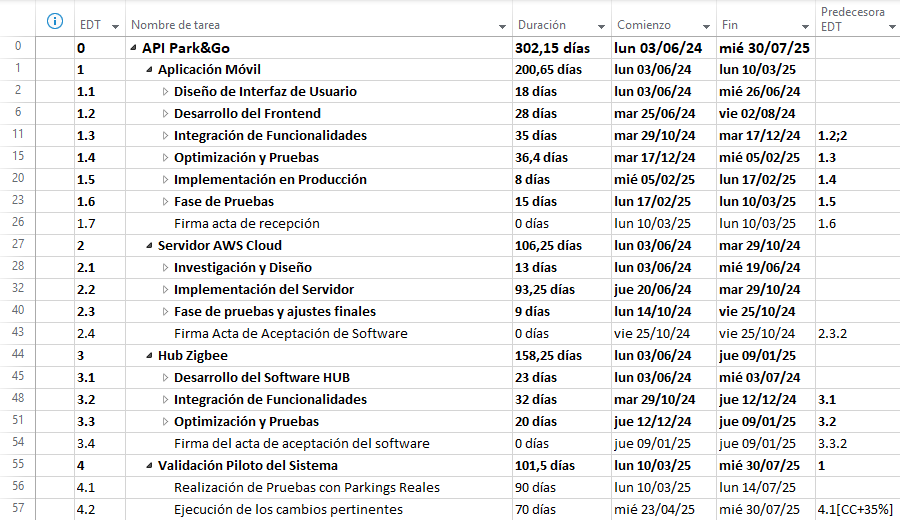 EDT Nombre de tarea Duración Comienzo Fin Predecesora EDT
0 0 API Park&Go 302,15 días lun 03/06/24 mié 30/07/25
1 1 Aplicación Móvil 200,65 días lun 03/06/24 lun 10/03/25
2 1.1 Diseño de Interfaz de Usuario 18 días lun 03/06/24 mié 26/06/24
6 1.2 Desarrollo del Frontend 28 días mar 25/06/24 vie 02/08/24
11 1.3 Integración de Funcionalidades 35 días mar 29/10/24 mar 17/12/24 1.2;2
15 1.4 Optimización y Pruebas 36,4 días mar 17/12/24 mié 05/02/25 1.3
20 1.5 Implementación en Producción 8 días mié 05/02/25 lun 17/02/25 1.4
23 1.6 Fase de Pruebas 15 días lun 17/02/25 lun 10/03/25 1.5
26 1.7 Firma acta de recepción 0 días lun 10/03/25 lun 10/03/25 1.6
27 2 Servidor AWS Cloud 106,25 días lun 03/06/24 mar 29/10/24
28 2.1 Investigación y Diseño 13 días lun 03/06/24 mié 19/06/24
32 2.2 Implementación del Servidor 93,25 días jue 20/06/24 mar 29/10/24
40 2.3 Fase de pruebas y ajustes finales 9 días lun 14/10/24 vie 25/10/24
43 2.4 Firma Acta de Aceptación de Software 0 días vie 25/10/24 vie 25/10/24 2.3.2
44 3 Hub Zigbee 158,25 días lun 03/06/24 jue 09/01/25
45 3.1 Desarrollo del Software HUB 23 días lun 03/06/24 mié 03/07/24
48 3.2 Integración de Funcionalidades 32 días mar 29/10/24 jue 12/12/24 3.1
51 3.3 Optimización y Pruebas 20 días jue 12/12/24 jue 09/01/25 3.2
54 3.4 Firma del acta de aceptación del software 0 días jue 09/01/25 jue 09/01/25 3.3.2
55 4 Validación Piloto del Sistema 101,5 días lun 10/03/25 mié 30/07/25 1
56 4.1 Realización de Pruebas con Parkings Reales 90 días lun 10/03/25 lun 14/07/25
57 4.2 Ejecución de los cambios pertinentes 70 días mié 23/04/25 mié 30/07/25 4.1[CC+35%]